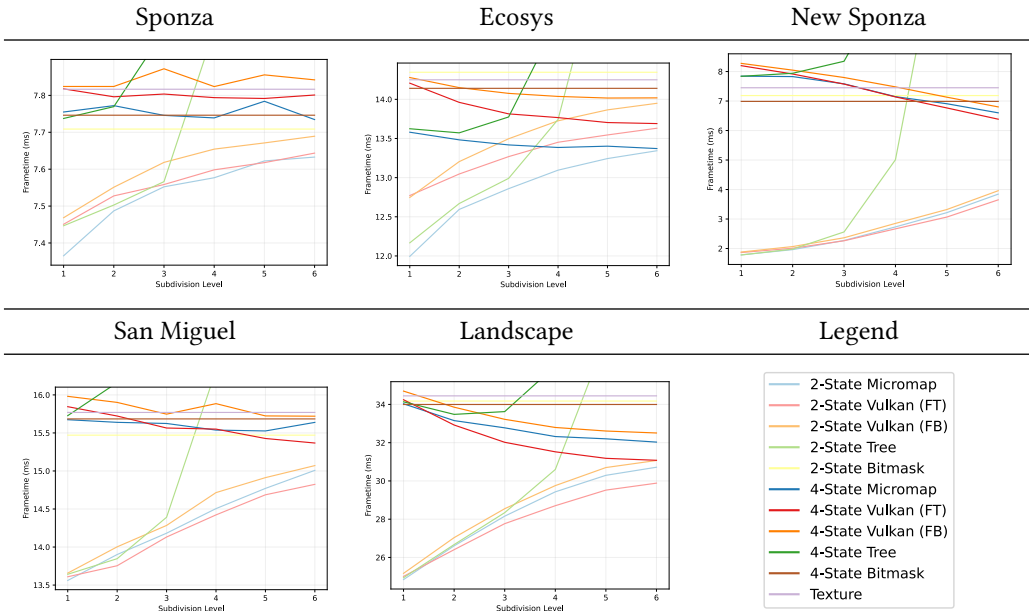 Sponza Ecosys New Sponza
Frametime (ms)
7.8
7.7
7.6
7.5
7.4
1 2 3 4 5 6
Subdivision Level
Frametime (ms)
14.0
13.5
13.0
12.5
12.0
1 2 3 4 5 6
Subdivision Level
Frametime (ms)
8
7
6
5
4
3
2
1 2 3 4 5 6
Subdivision Level
San Miguel Landscape Legend
Frametime (ms)
16.0
15.5
15.0
14.5
14.0
13.5
1 2 3 4 5 6
Subdivision Level
Frametime (ms)
34
32
30
28
26
1 2 3 4 5 6
Subdivision Level
2-State Micromap
2-State Vulkan (FT)
2-State Vulkan (FB)
2-State Tree
2-State Bitmask
4-State Micromap
4-State Vulkan (FT)
4-State Vulkan (FB)
4-State Tree
4-State Bitmask
Texture